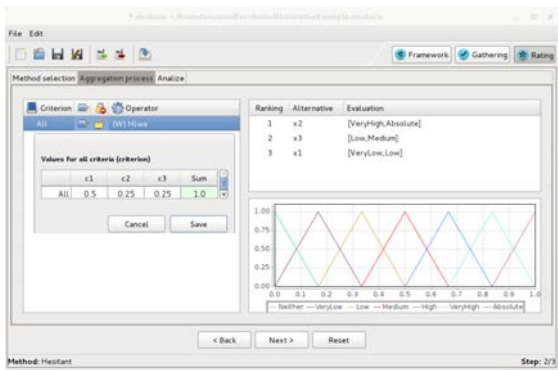 File Edit
Framework Gathering Rating
Method selection Aggregation process Analize
Criterion Operator
All (W) Hlwa
Values for all criteria (criterion)
c1 c2 c3 Sum
All 0.5 0.25 0.25 1.0
Cancel Save
Ranking Alternative Evaluation
1 x2 [VeryHigh,Absolute]
2 x3 [Low,Medium]
3 x1 [VeryLow,Low]
1.00
0.75
0.50
0.25
0.00
0.0 0.1 0.2 0.3 0.4 0.5 0.6 0.7 0.8 0.9 1.0
Neither VeryLow Low Medium High VeryHigh Absolute
< Back Next > Reset
Method: Hesitant Step: 2/3